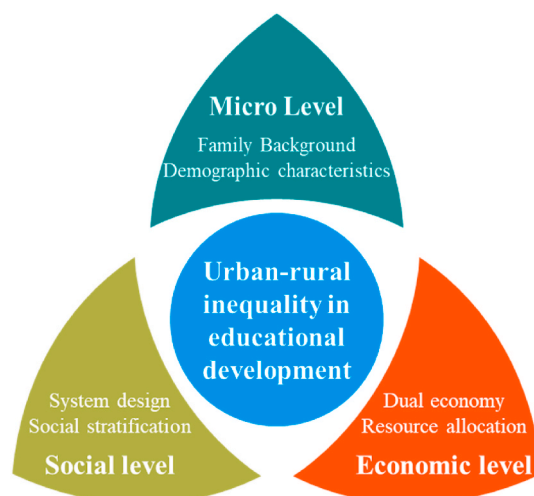 Micro Level
Family Background
Demographic characteristics
Urban-rural
inequality in
educational
development
System design
Social stratification
Social level
Dual economy
Resource allocation
Economic level